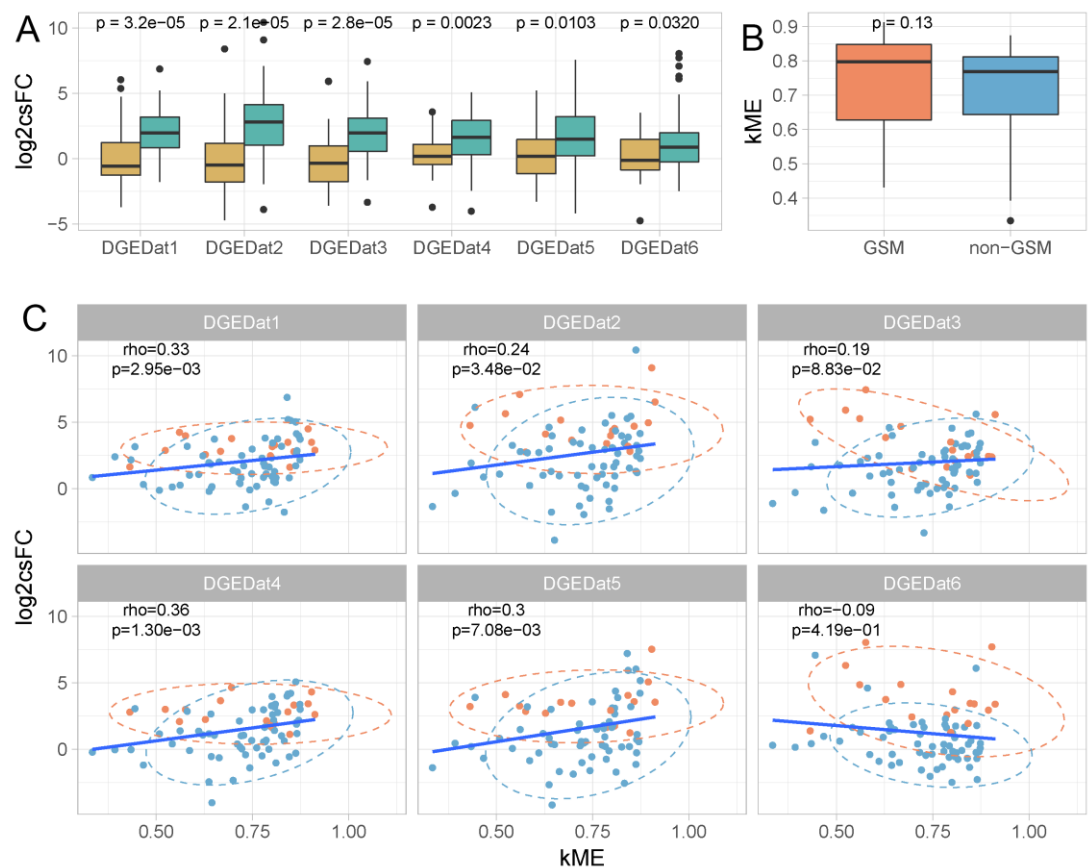 A
p = 3.2e-05 p = 2.1e-05 p = 2.8e-05 p = 0.0023 p = 0.0103 p = 0.0320
10
5
0
−5
log2csFC
DGEDat1 DGEDat2 DGEDat3 DGEDat4 DGEDat5 DGEDat6
B
p = 0.13
0.9
0.8
0.7
0.6
0.5
0.4
kME
GSM non-GSM
C
DGEDat1 DGEDat2 DGEDat3
rho=0.33 rho=0.24 rho=0.19
p=2.95e−03 p=3.48e−02 p=8.83e−02
10
5
0
log2csFC
DGEDat4 DGEDat5 DGEDat6
rho=0.36 rho=0.3 rho=−0.09
p=1.30e−03 p=7.08e−03 p=4.19e−01
10
5
0
0.50 0.75 1.00 0.50 0.75 1.00 0.50 0.75 1.00
kME